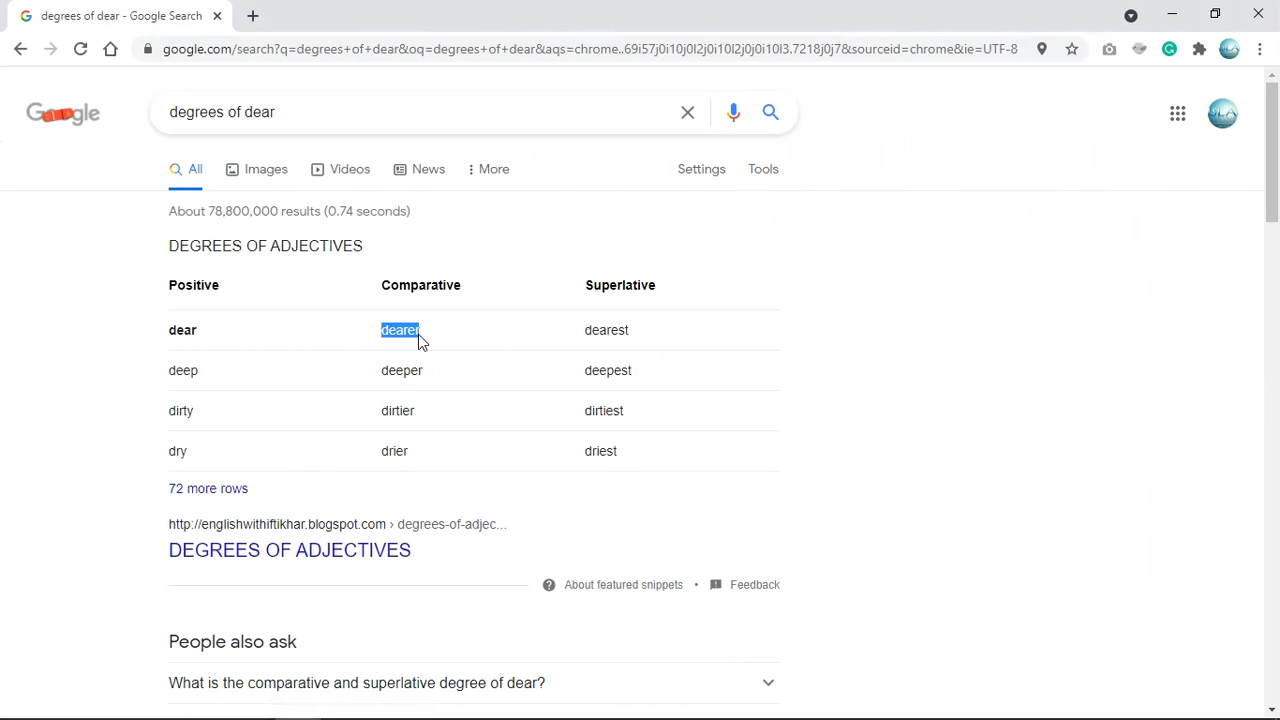 degrees of dear - Google Search
google.com/search?q=degrees+of+dear&oq=degrees+of+dear&aqs=chrome..69i57j0i10j0l2j0i10l2j0j0i10l3.7218j0j7&sourceid=chrome&ie=UTF-8
Google
degrees of dear
SLA
All Images Videos News More Settings Tools
About 78,800,000 results (0.74 seconds)
DEGREES OF ADJECTIVES
Positive Comparative Superlative
dear dearer dearest
deep deeper deepest
dirty dirtier dirtiest
dry drier driest
72 more rows
http://englishwithiftikhar.blogspot.com › degrees-of-adjec...
DEGREES OF ADJECTIVES
About featured snippets • Feedback
People also ask
What is the comparative and superlative degree of dear?